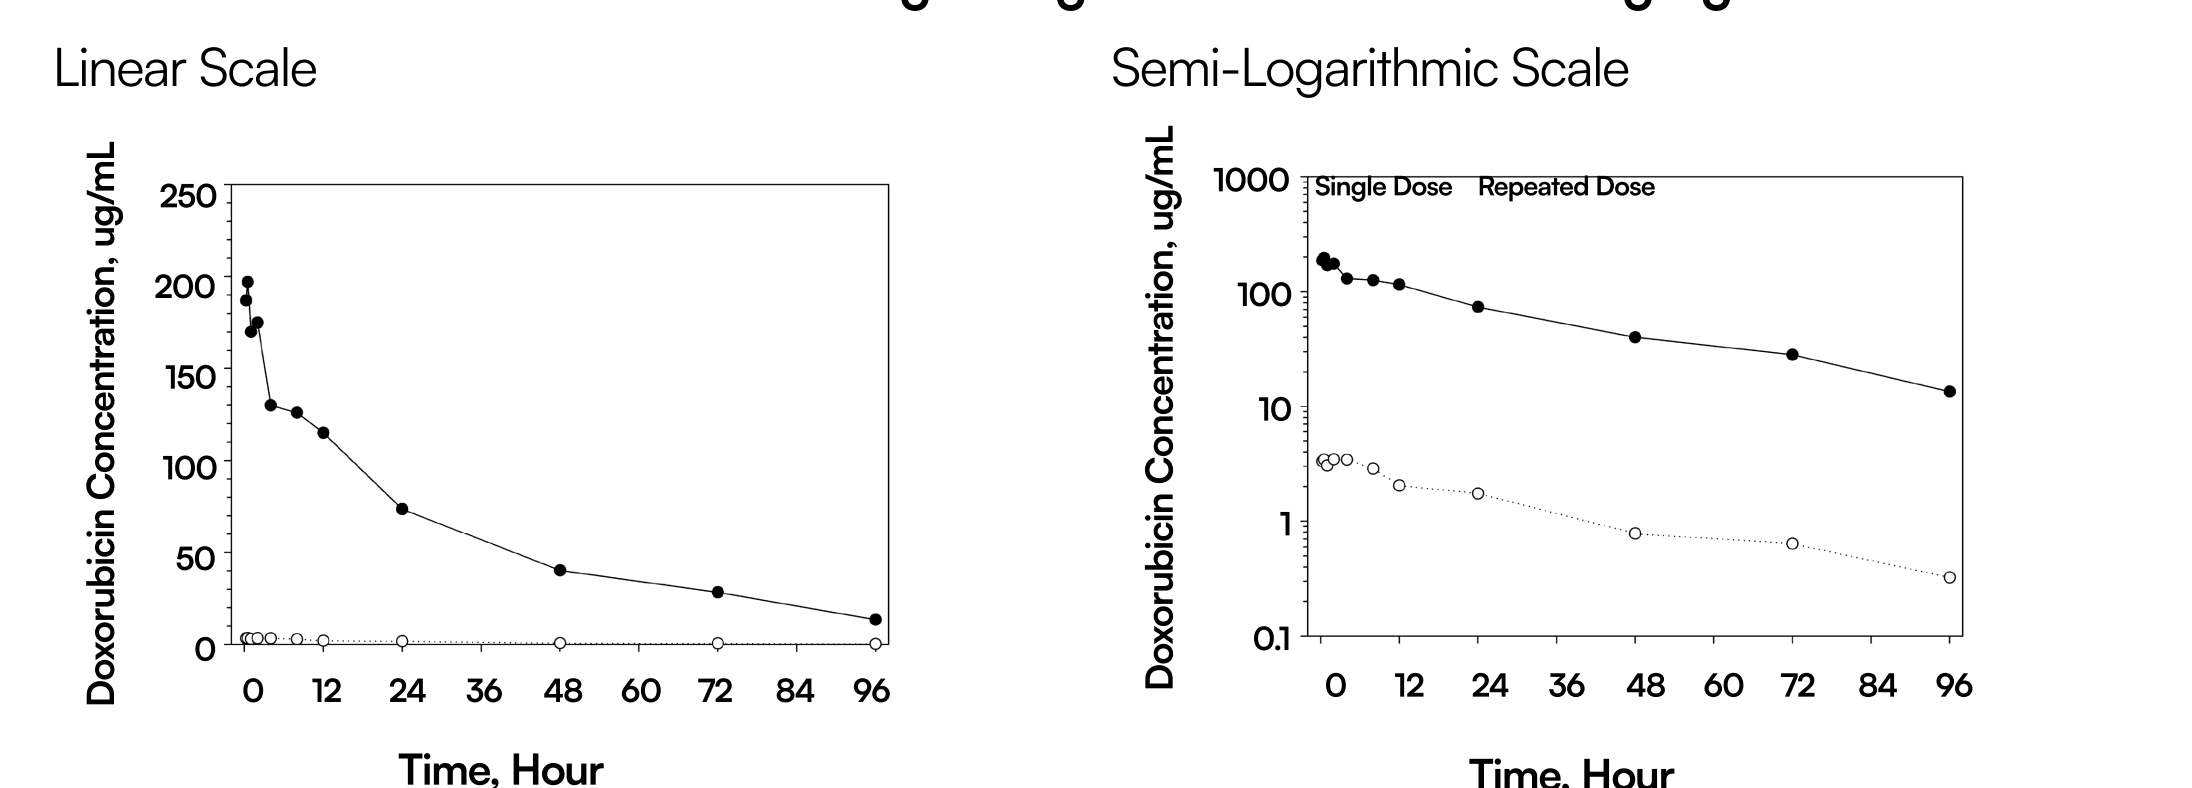 Linear Scale
Doxorubicin Concentration, ug/mL
250
200
150
100
50
0
0 12 24 36 48 60 72 84 96
Time, Hour
Semi-Logarithmic Scale
Doxorubicin Concentration, ug/mL
1000
100
10
1
0.1
Single Dose Repeated Dose
0 12 24 36 48 60 72 84 96
Time, Hour